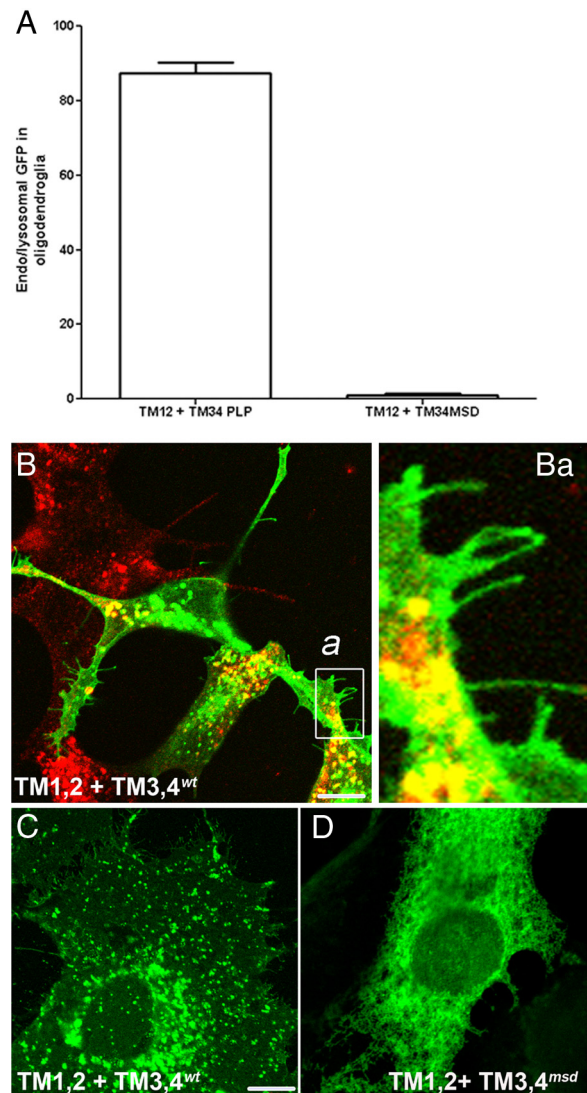 A
100
80
60
40
20
0
Endo/lysosomal GFP in
oligodendroglia
TM12 + TM34 PLP
TM12 + TM34MSD
B
a
TM1,2 + TM3,4wt
Ba
C
TM1,2 + TM3,4wt
D
TM1,2+ TM3,4msd